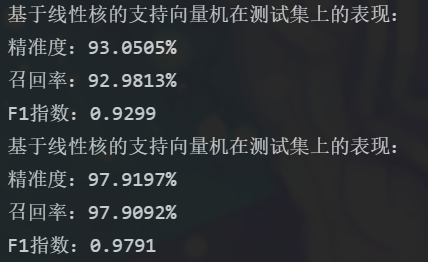 基于线性核的支持向量机在测试集上的表现：
精准度：93.0505%
召回率：92.9813%
F1指数：0.9299
基于线性核的支持向量机在测试集上的表现：
精准度：97.9197%
召回率：97.9092%
F1指数：0.9791